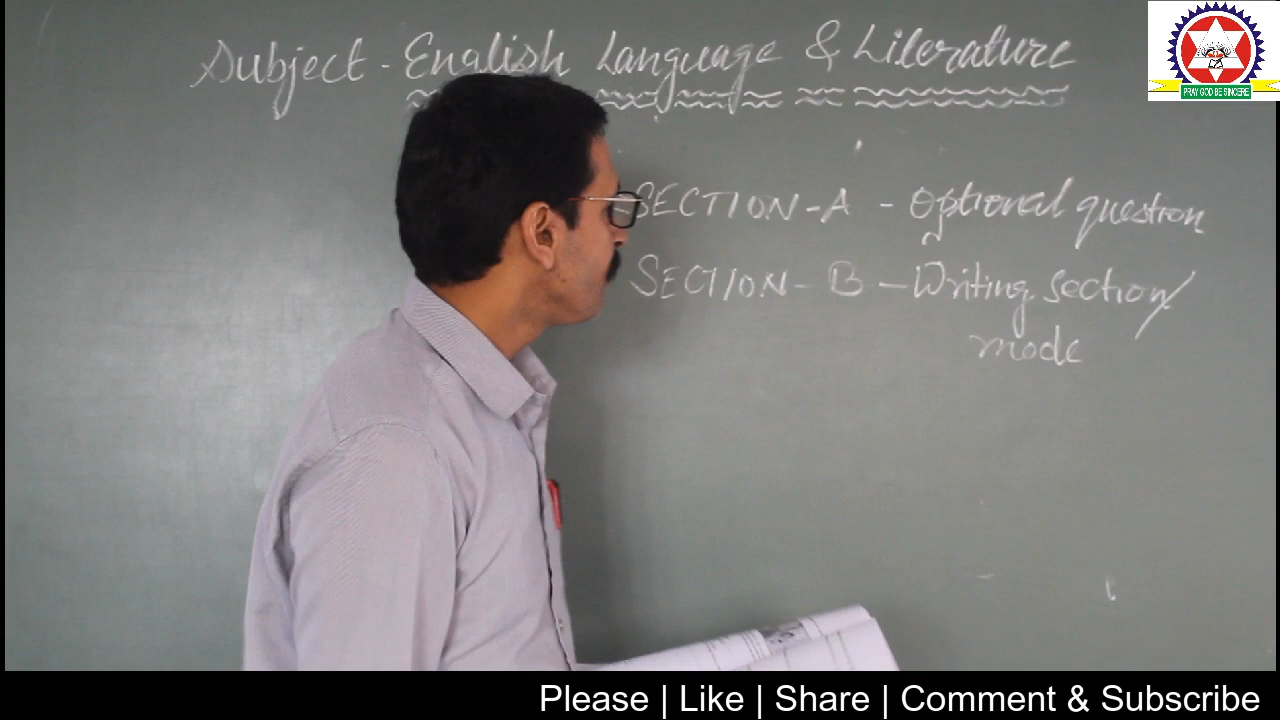 Subject - English Language & Literature
SECTION-A - Optional question
SECTION-B - Writing section/
mode
PRAY GOD BE SINCERE
Please | Like | Share | Comment & Subscribe